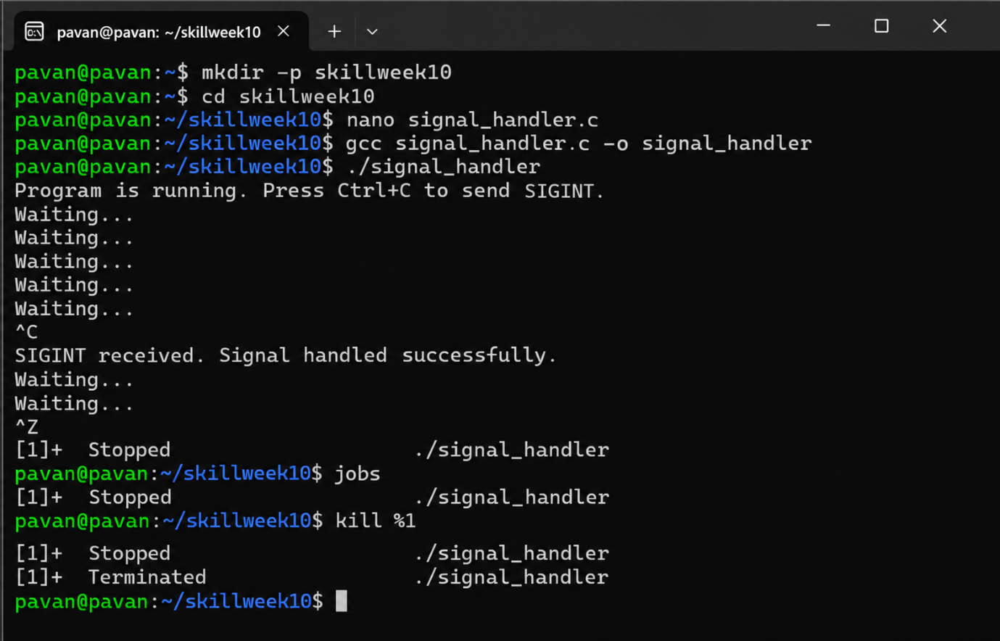 pavan@pavan: ~/skillweek10
pavan@pavan:~$ mkdir -p skillweek10
pavan@pavan:~$ cd skillweek10
pavan@pavan:~/skillweek10$ nano signal_handler.c
pavan@pavan:~/skillweek10$ gcc signal_handler.c -o signal_handler
pavan@pavan:~/skillweek10$ ./signal_handler
Program is running. Press Ctrl+C to send SIGINT.
Waiting...
Waiting...
Waiting...
Waiting...
Waiting...
^C
SIGINT received. Signal handled successfully.
Waiting...
Waiting...
^Z
[1]+  Stopped                    ./signal_handler
pavan@pavan:~/skillweek10$ jobs
[1]+  Stopped                    ./signal_handler
pavan@pavan:~/skillweek10$ kill %1
[1]+  Stopped                    ./signal_handler
[1]+  Terminated                 ./signal_handler
pavan@pavan:~/skillweek10$